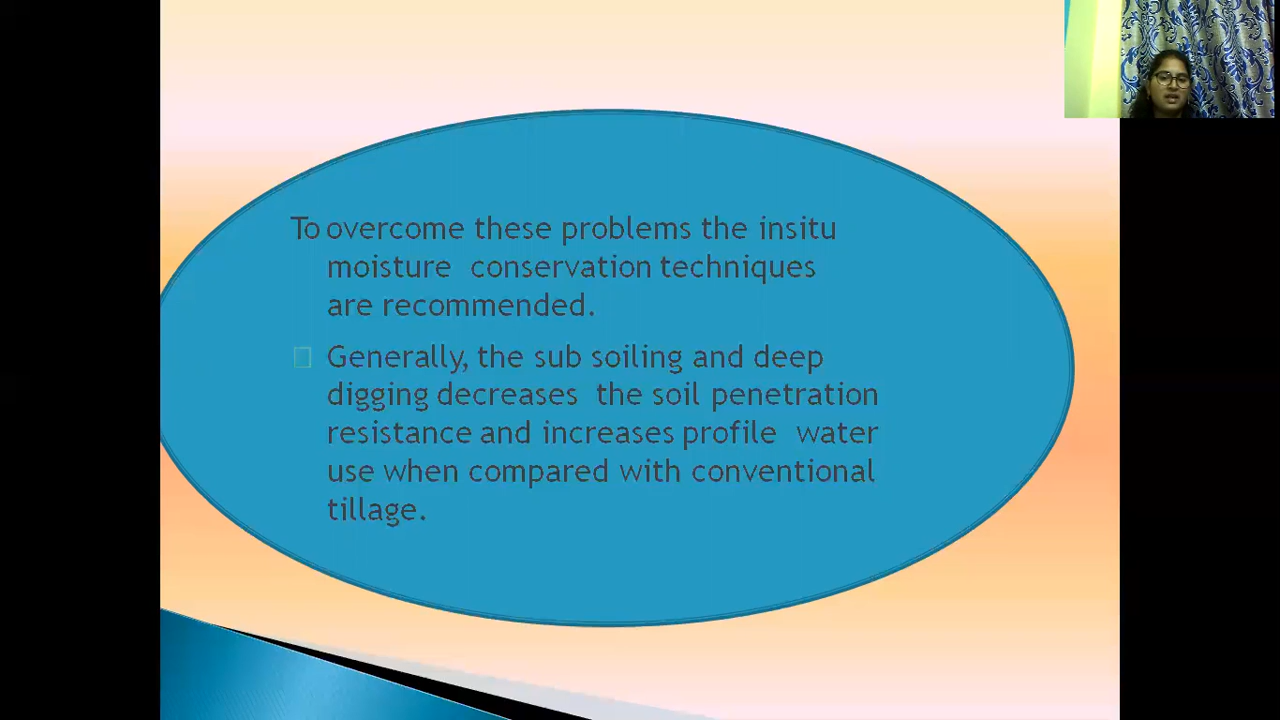 To overcome these problems the insitu
moisture conservation techniques
are recommended.
Generally, the sub soiling and deep
digging decreases the soil penetration
resistance and increases profile water
use when compared with conventional
tillage.